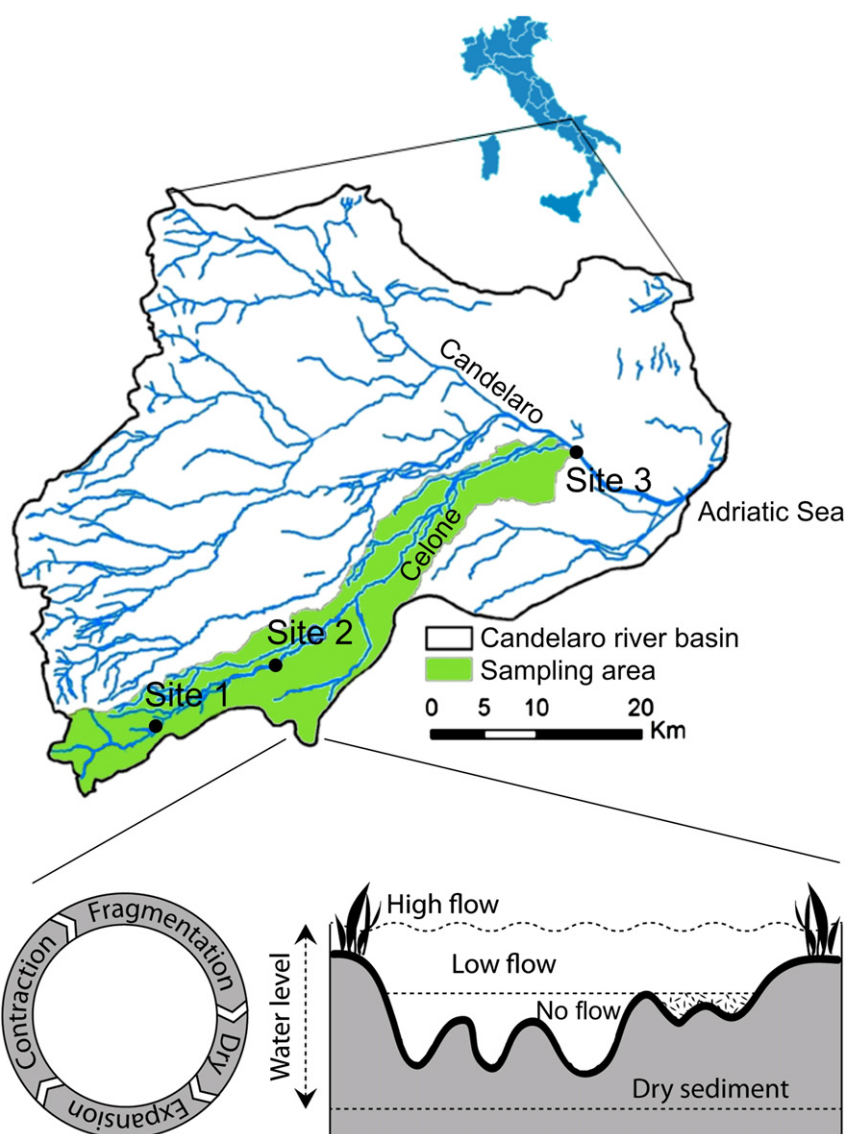 Candelaro
Site 3
Adriatic Sea
Celone
Site 2
Candelaro river basin
Sampling area
Site 1
0 5 10 20
Km
Fragmentation
Contraction
Dry
Expansion
High flow
Low flow
No flow
Water level
Dry sediment